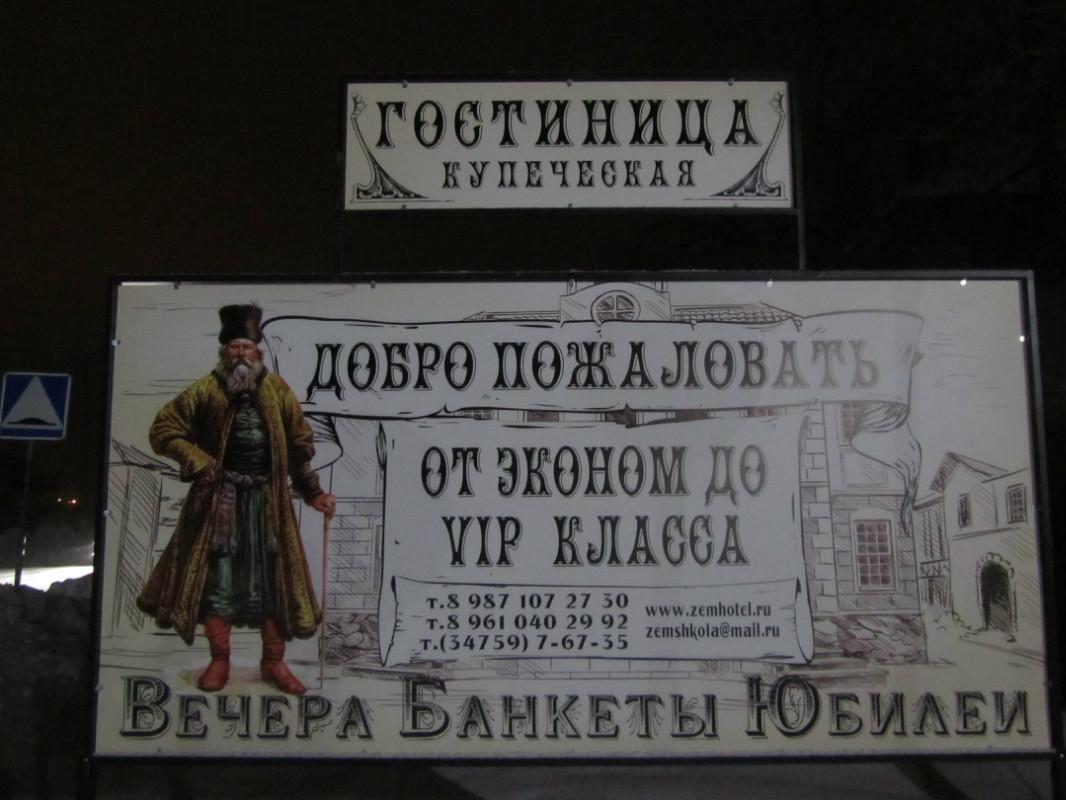 ГОСТИНИЦА
КУПЕЧЕСКАЯ
ДОБРО ПОЖАЛОВАТЬ
ОТ ЭКОНОМ ДО
VIP КЛАССА
т.8 987 107 27 30
т.8 961 040 29 92
т.(34759) 7-67-35
www.zemhotel.ru
zemshkola@mail.ru
ВЕЧЕРА БАНКЕТЫ ЮБИЛЕИ